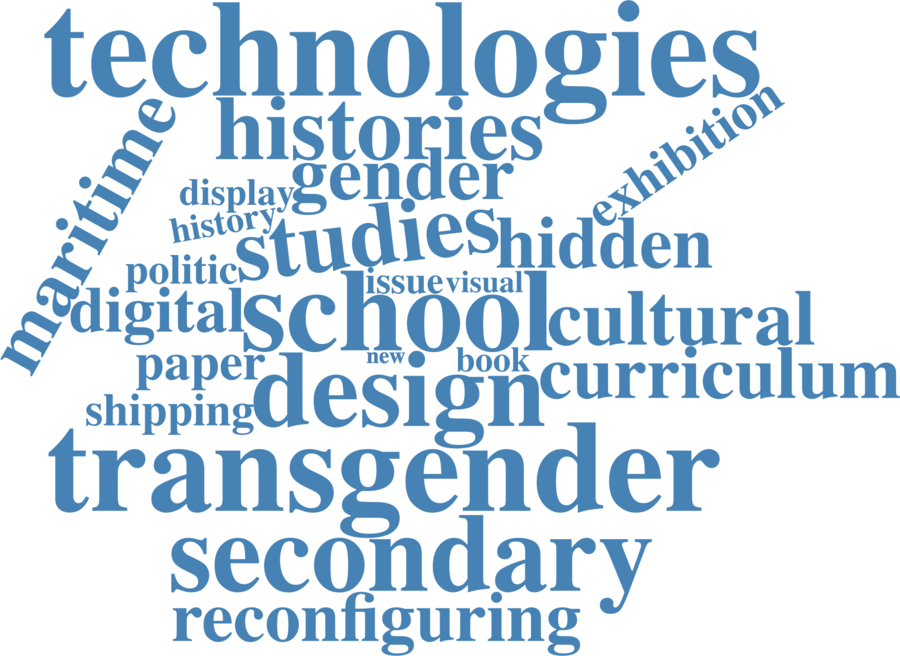 technologies
maritime
histories
exhibition
gender
display
history
studies
hidden
politic
issue
visual
digital
school
cultural
paper
new
book
design
curriculum
shipping
transgender
secondary
reconfiguring